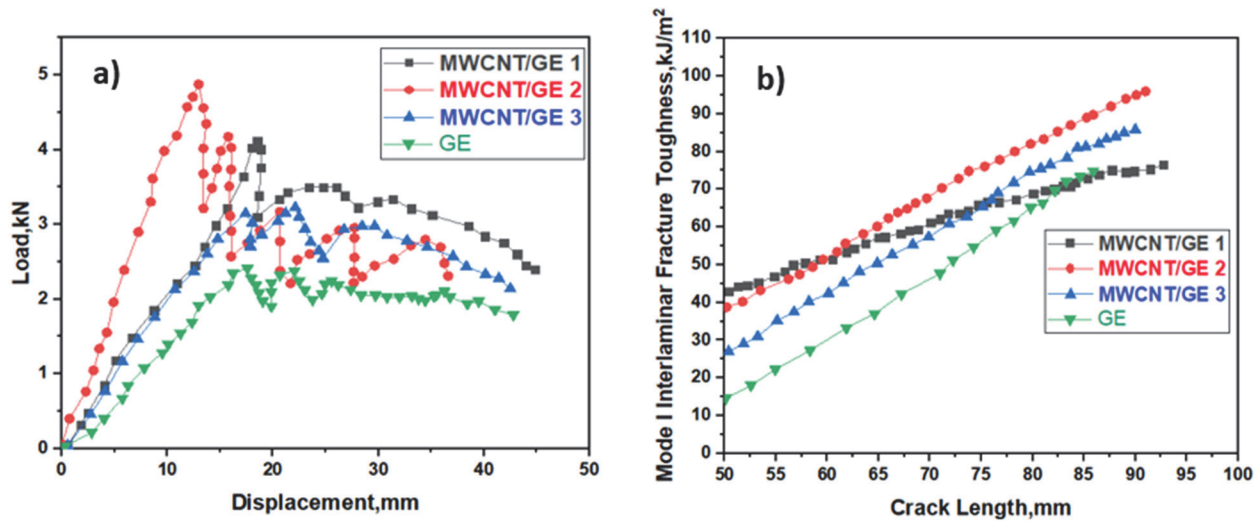 a)
MWCNT/GE 1
MWCNT/GE 2
MWCNT/GE 3
GE
Load,kN
5
4
3
2
1
0
0 10 20 30 40 50
Displacement,mm
b)
MWCNT/GE 1
MWCNT/GE 2
MWCNT/GE 3
GE
Mode I Interlaminar Fracture Toughness,kJ/m²
110
100
90
80
70
60
50
40
30
20
10
0
50 55 60 65 70 75 80 85 90 95 100
Crack Length,mm